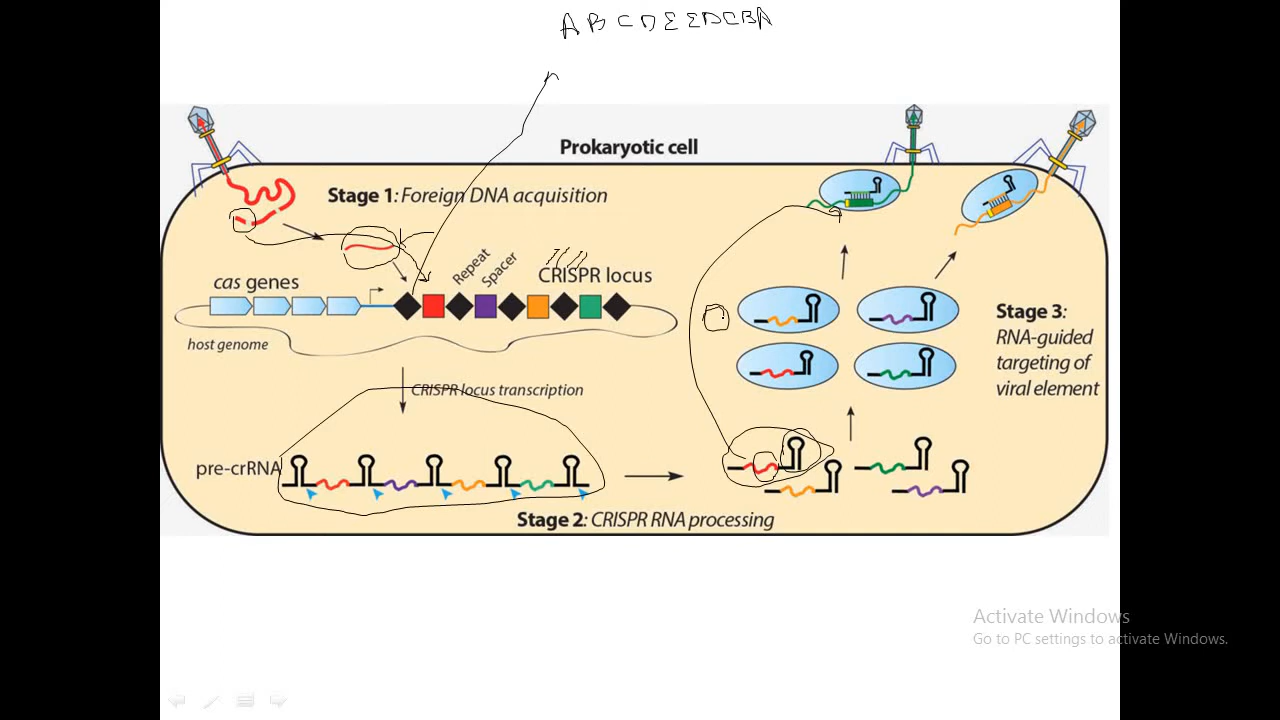 A B C D E E D C B A
Prokaryotic cell
Stage 1: Foreign DNA acquisition
cas genes
Repeat
Spacer
CRISPR locus
host genome
CRISPR locus transcription
pre-crRNA
Stage 2: CRISPR RNA processing
Stage 3:
RNA-guided
targeting of
viral element
Activate Windows
Go to PC settings to activate Windows.